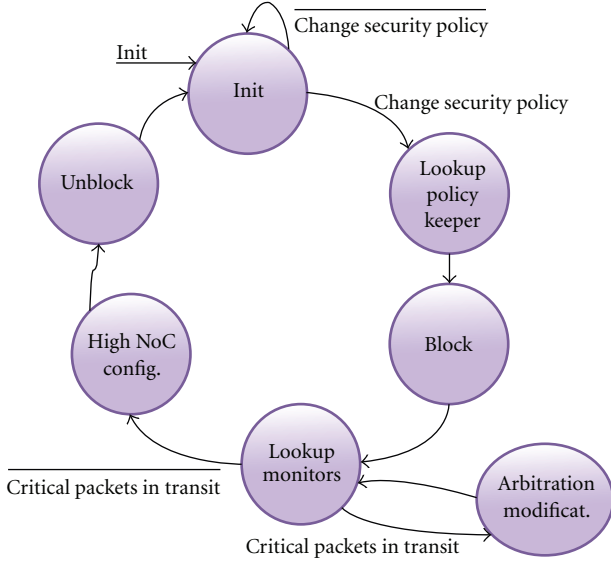 Change security policy
Init
Init
Change security policy
Lookup
policy
keeper
Unblock
High NoC
config.
Block
Lookup
monitors
Critical packets in transit
Arbitration
modificat.
Critical packets in transit